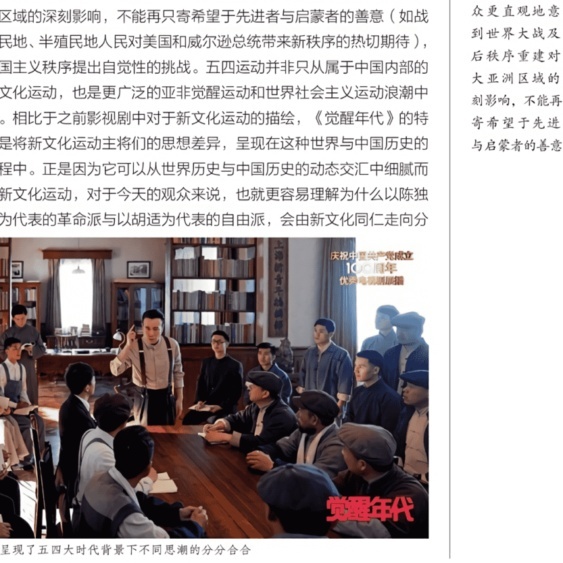 区域的深刻影响，不能再只寄希望于先进者与启蒙者的善意（如战
民地、半殖民地人民对美国和威尔逊总统带来新秩序的热切期待），
国主义秩序提出自觉性的挑战。五四运动并非只从属于中国内部的
文化运动，也是更广泛的亚非觉醒运动和世界社会主义运动浪潮中
。相比于之前影视剧中对于新文化运动的描绘，《觉醒年代》的特
是将新文化运动主将们的思想差异，呈现在这种世界与中国历史的
程中。正是因为它可以从世界历史与中国历史的动态交汇中细腻而
新文化运动，对于今天的观众来说，也就更容易理解为什么以陈独
为代表的革命派与以胡适为代表的自由派，会由新文化同仁走向分
庆祝中国共产党成立
100周年
优秀电视剧展播
觉醒年代
呈现了五四大时代背景下不同思潮的分分合合
众更直观地意
到世界大战及
后秩序重建对
大亚洲区域的
刻影响，不能再
寄希望于先进
与启蒙者的善意